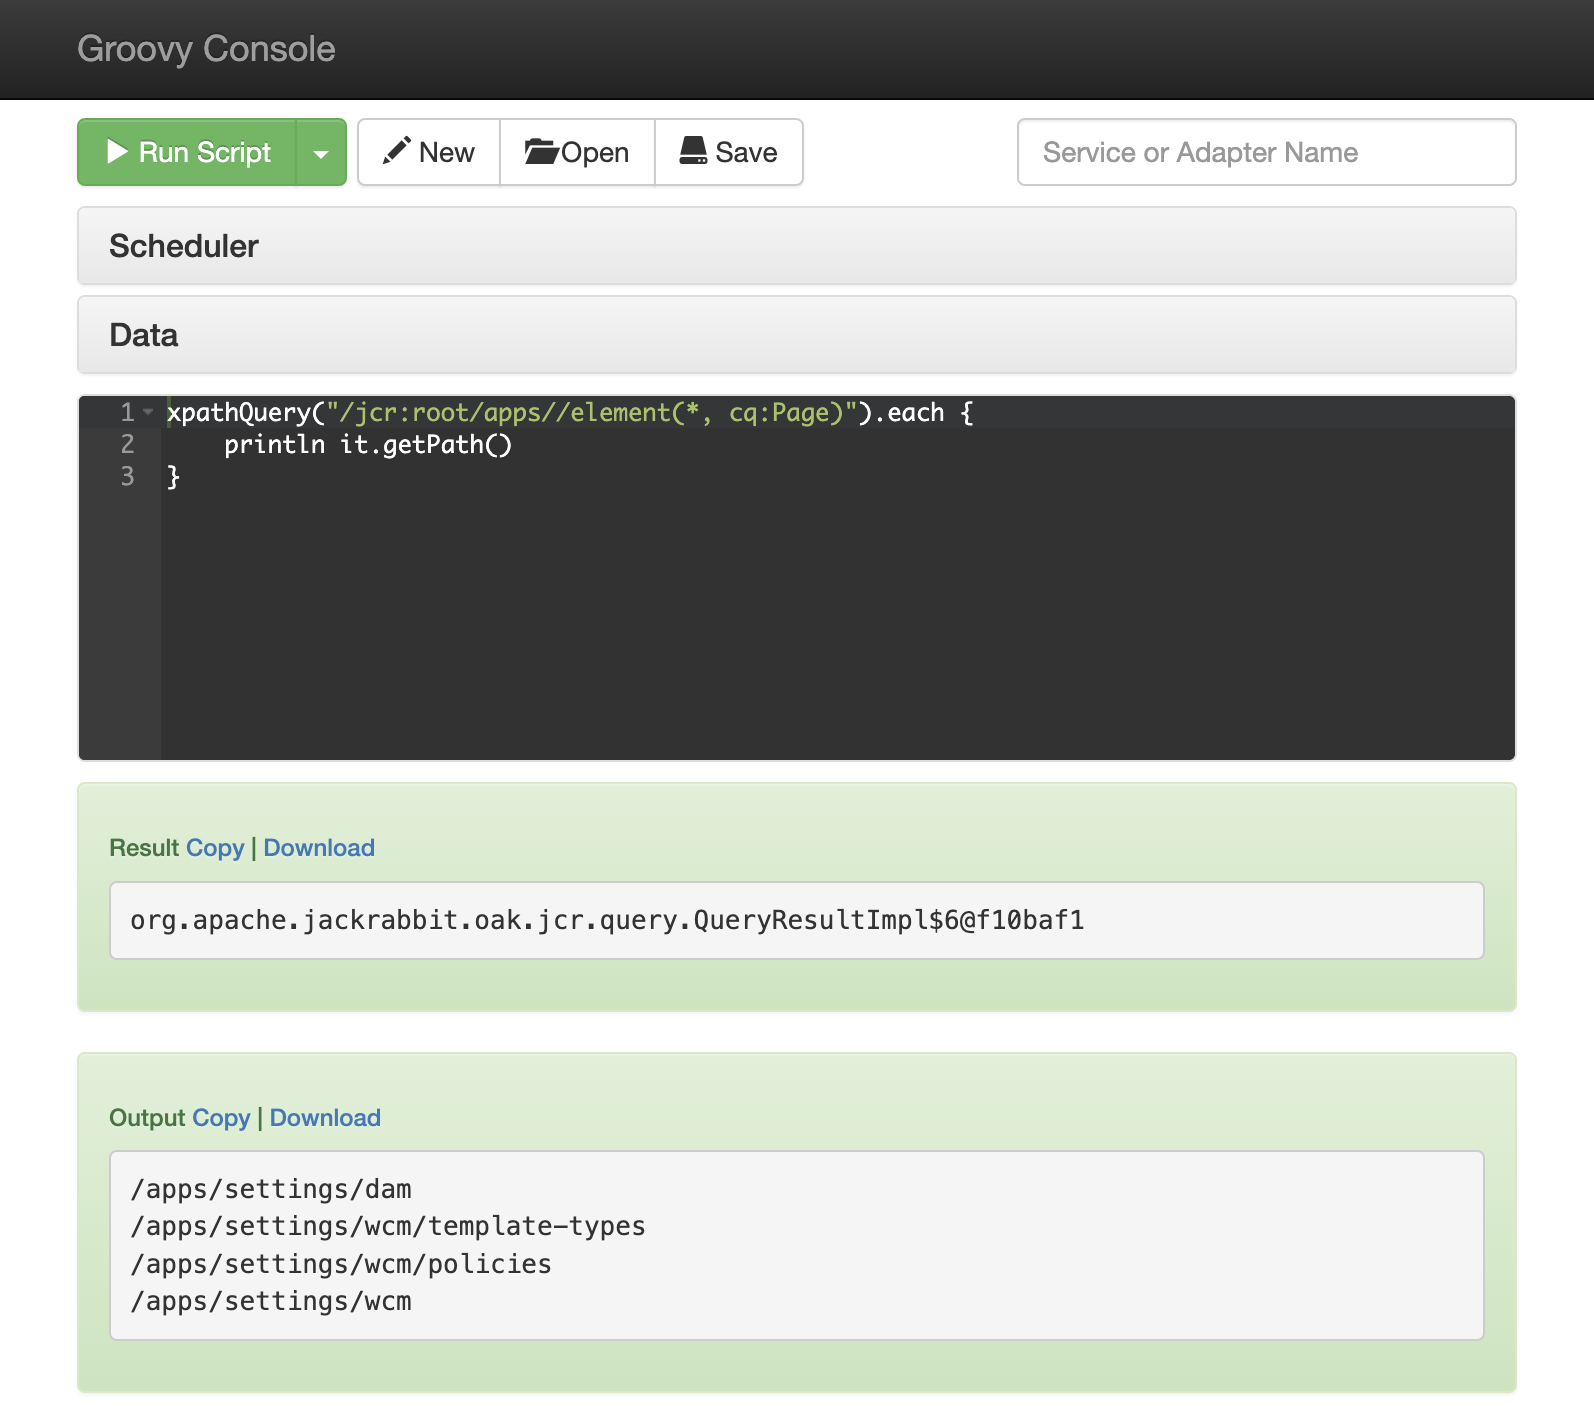 Groovy Console
Run Script New Open Save Service or Adapter Name
Scheduler
Data
1 xpathQuery("/jcr:root/apps//element(*, cq:Page)").each {
2     println it.getPath()
3 }
Result Copy | Download
org.apache.jackrabbit.oak.jcr.query.QueryResultImpl$6@f10baf1
Output Copy | Download
/apps/settings/dam
/apps/settings/wcm/template-types
/apps/settings/wcm/policies
/apps/settings/wcm